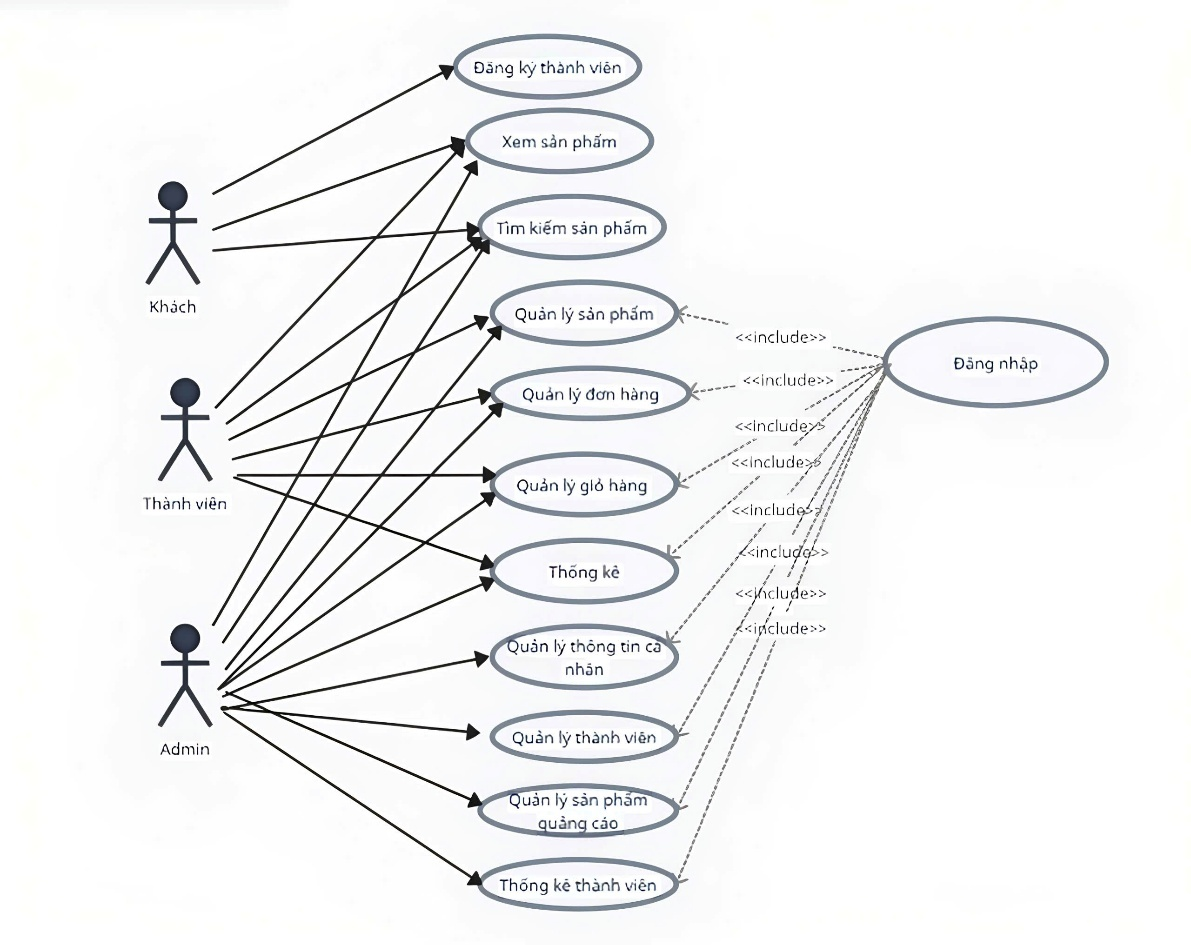 Đăng ký thành viên
Xem sản phẩm
Tìm kiếm sản phẩm
Khách
Quản lý sản phẩm
<<include>>
Đăng nhập
<<include>>
Quản lý đơn hàng
<<include>>
<<include>>
Quản lý giỏ hàng
Thành viên
<<include>>
<<include>>
Thống kê
<<include>>
<<include>>
Quản lý thông tin cá
nhân
Quản lý thành viên
Admin
Quản lý sản phẩm
quảng cáo
Thống kê thành viên